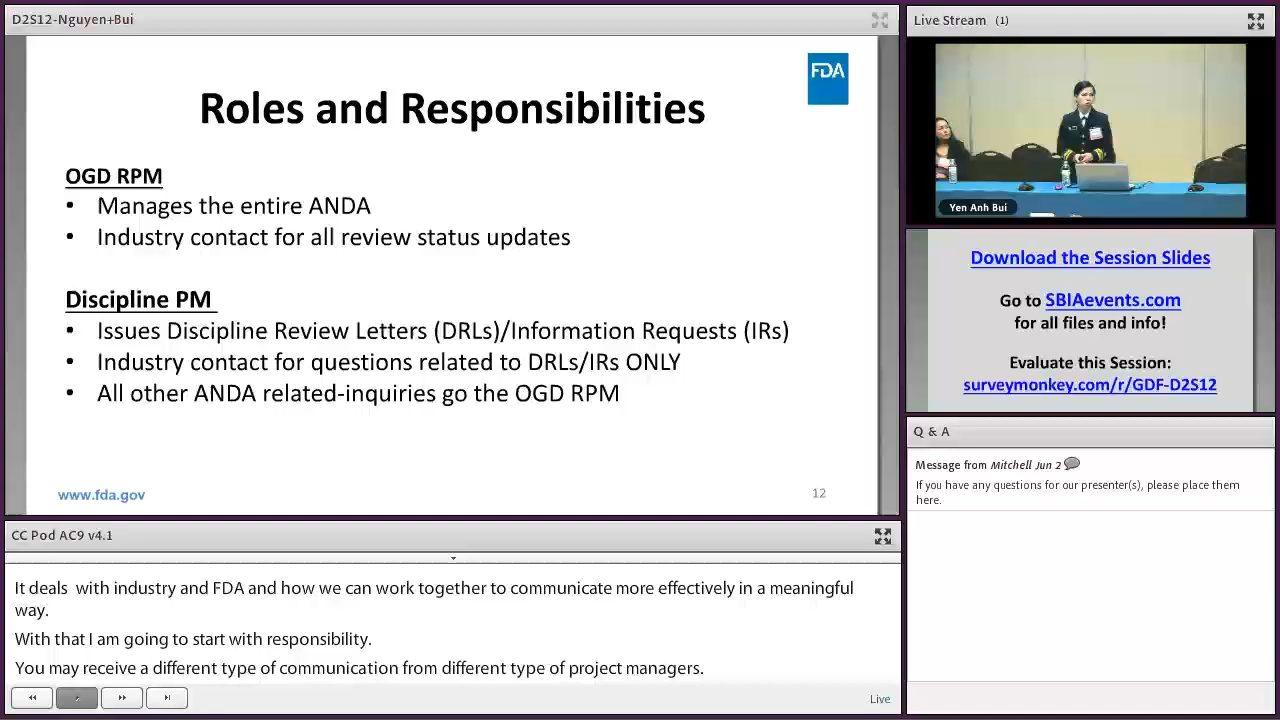 D2S12-Nguyen+Bui
FDA
Roles and Responsibilities
OGD RPM
• Manages the entire ANDA
• Industry contact for all review status updates
Discipline PM
• Issues Discipline Review Letters (DRLs)/Information Requests (IRs)
• Industry contact for questions related to DRLs/IRs ONLY
• All other ANDA related-inquiries go the OGD RPM
www.fda.gov
12
CC Pod AC9 v4.1
It deals  with industry and FDA and how we can work together to communicate more effectively in a meaningful
way.
With that I am going to start with responsibility.
You may receive a different type of communication from different type of project managers.
Live
Live Stream (1)
Yen Anh Bui
Download the Session Slides
Go to SBIAevents.com
for all files and info!
Evaluate this Session:
surveymonkey.com/r/GDF-D2S12
Q & A
Message from Mitchell Jun 2
If you have any questions for our presenter(s), please place them
here.